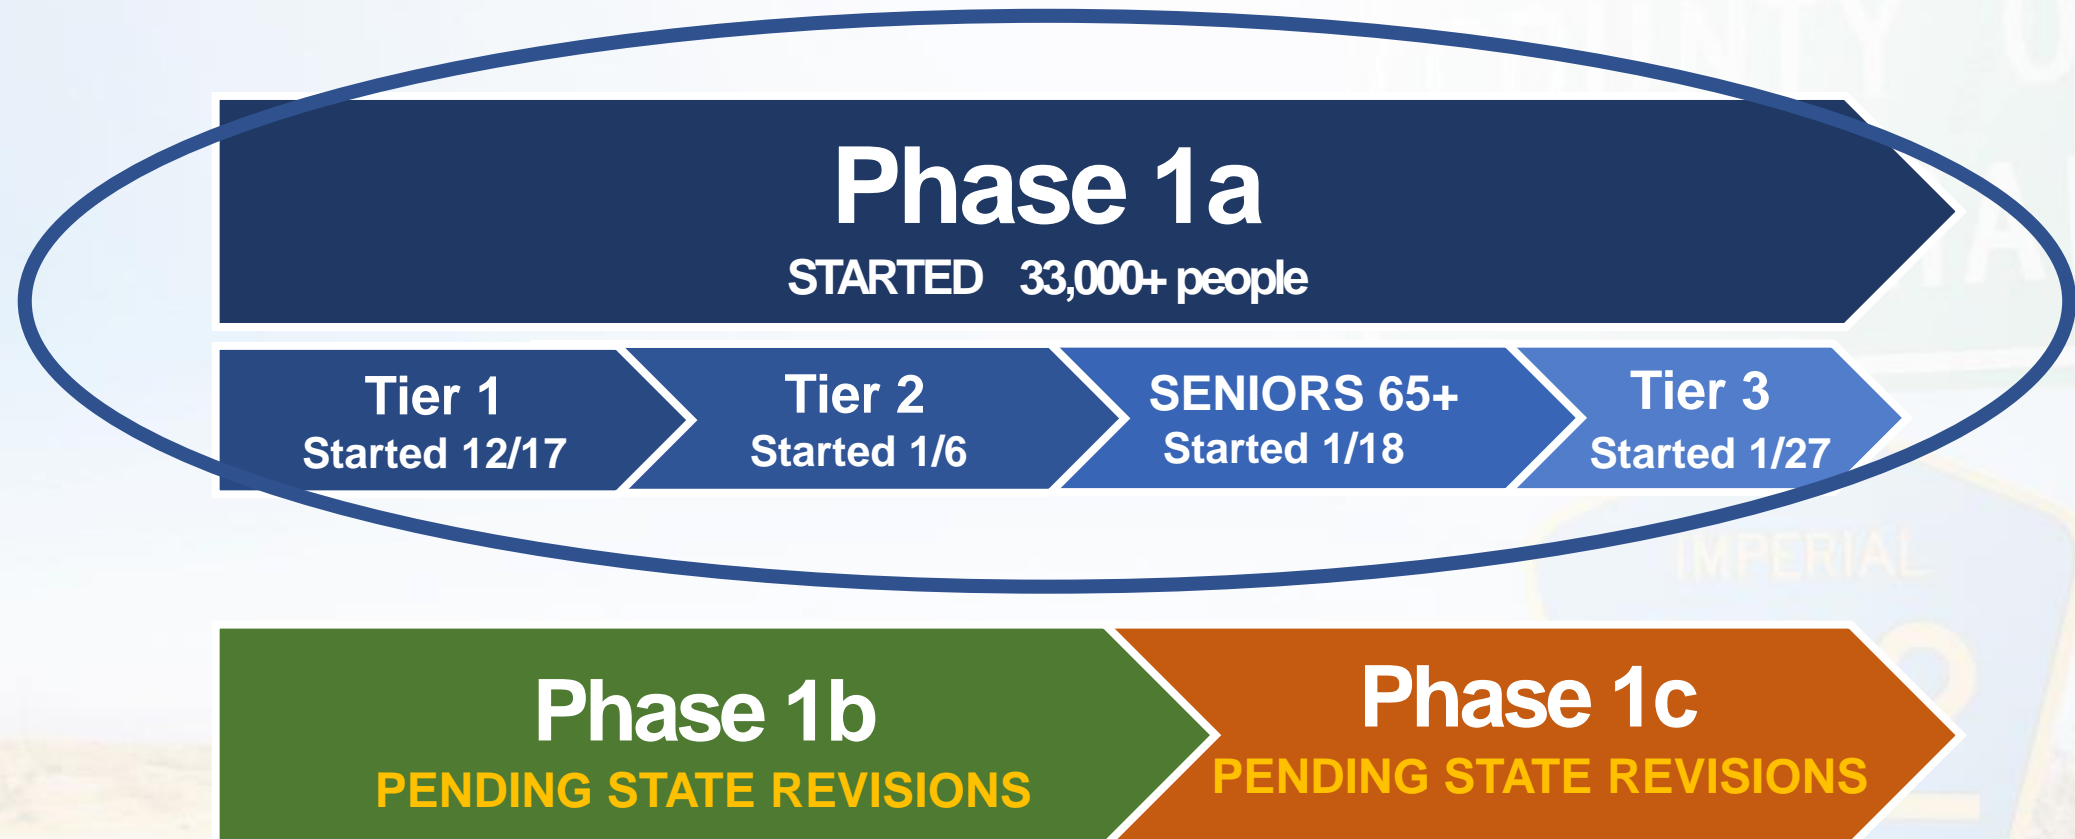 Phase 1a
STARTED 33,000+ people
Tier 1
Started 12/17
Tier 2
Started 1/6
SENIORS 65+
Started 1/18
Tier 3
Started 1/27
IMPERIAL
Phase 1b
PENDING STATE REVISIONS
Phase 1c
PENDING STATE REVISIONS